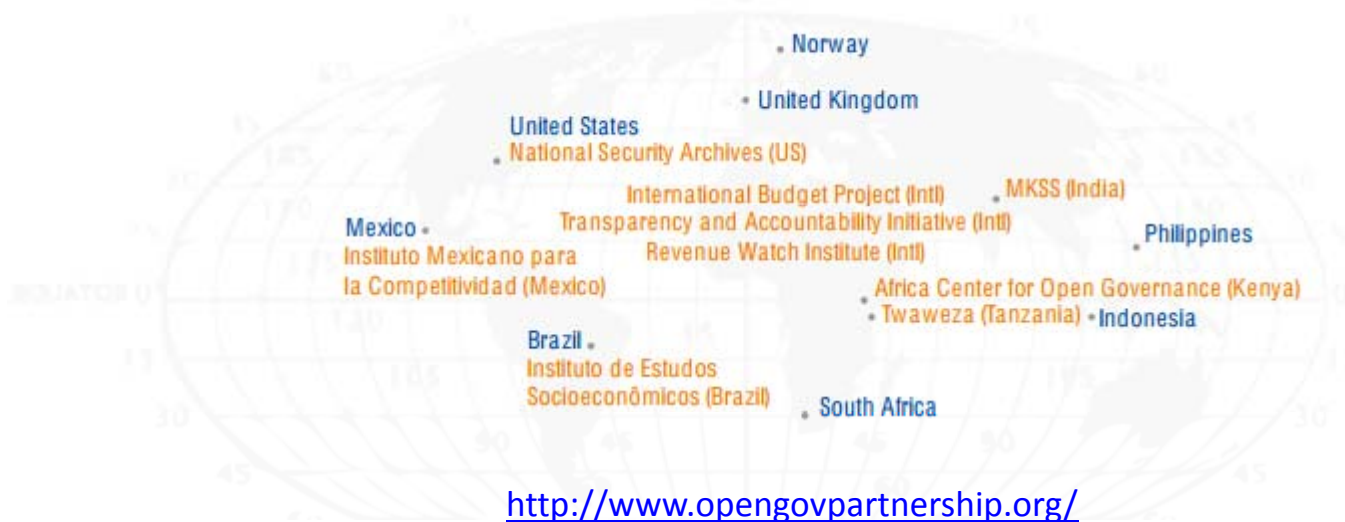 Norway
United Kingdom
United States
National Security Archives (US)
International Budget Project (Intl)
MKSS (India)
Transparency and Accountability Initiative (Intl)
Mexico
Philippines
Revenue Watch Institute (Intl)
Instituto Mexicano para
la Competitividad (Mexico)
Africa Center for Open Governance (Kenya)
Twaweza (Tanzania)
Indonesia
Brazil
Instituto de Estudos
Socioeconômicos (Brazil)
South Africa
EQUATOR 0°
http://www.opengovpartnership.org/